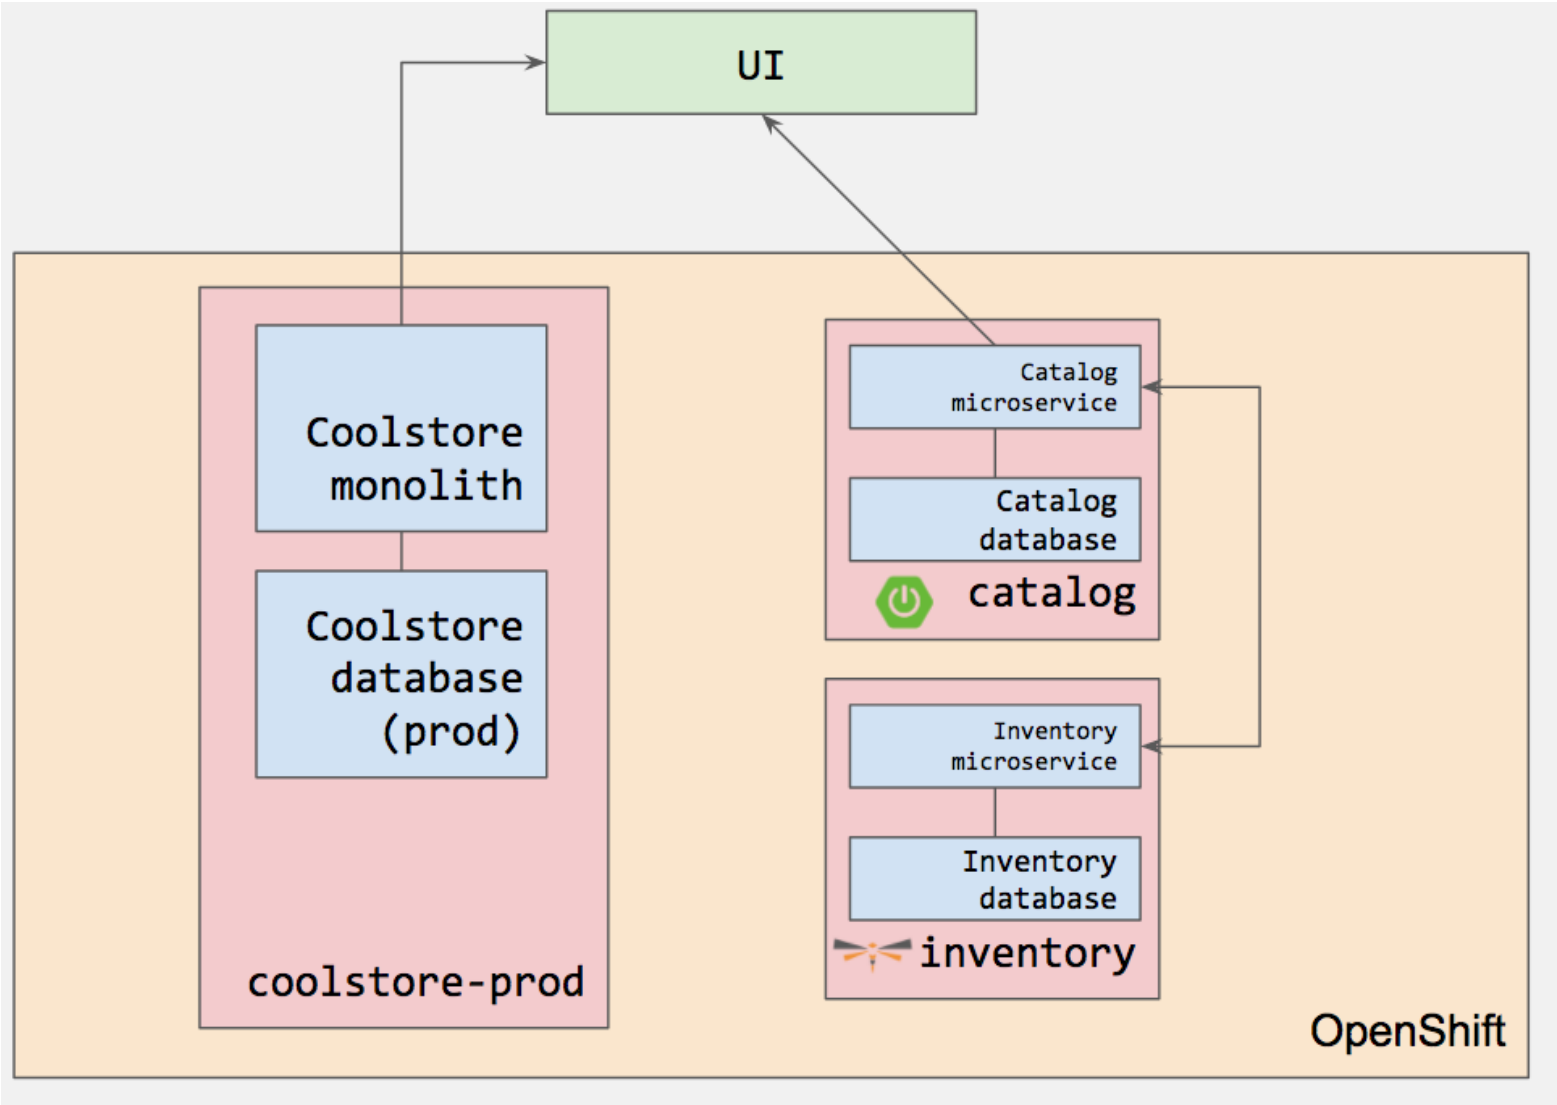 UI
Coolstore
monolith
Coolstore
database
(prod)
coolstore-prod
Catalog
microservice
Catalog
database
catalog
Inventory
microservice
Inventory
database
inventory
OpenShift